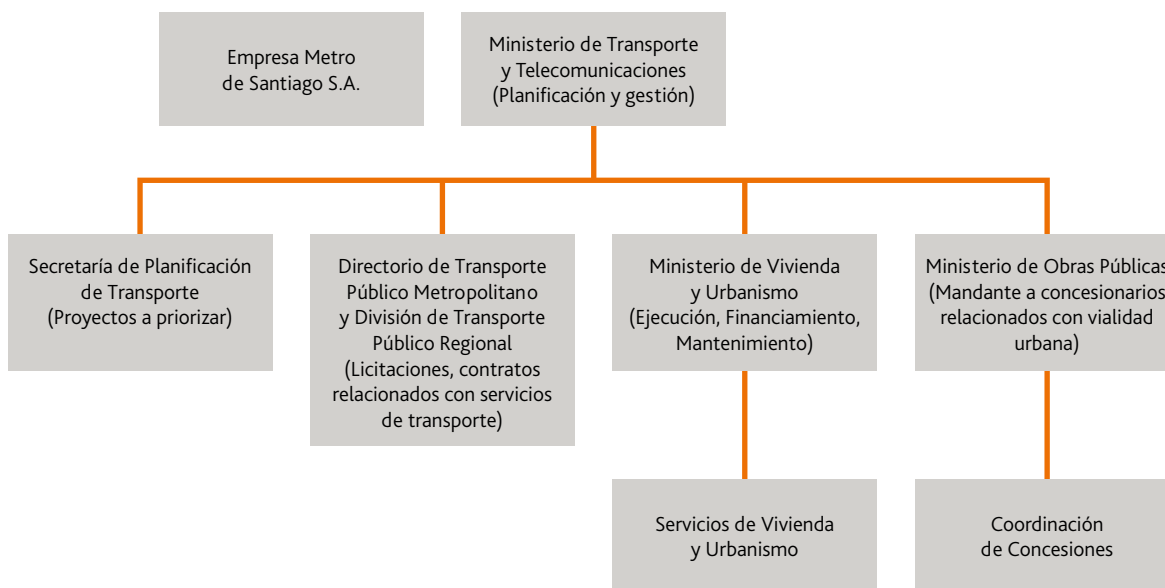 Empresa Metro
de Santiago S.A.
Ministerio de Transporte
y Telecomunicaciones
(Planificación y gestión)
Secretaría de Planificación
de Transporte
(Proyectos a priorizar)
Directorio de Transporte
Público Metropolitano
y División de Transporte
Público Regional
(Licitaciones, contratos
relacionados con servicios
de transporte)
Ministerio de Vivienda
y Urbanismo
(Ejecución, Financiamiento,
Mantenimiento)
Ministerio de Obras Públicas
(Mandante a concesionarios
relacionados con vialidad
urbana)
Servicios de Vivienda
y Urbanismo
Coordinación
de Concesiones